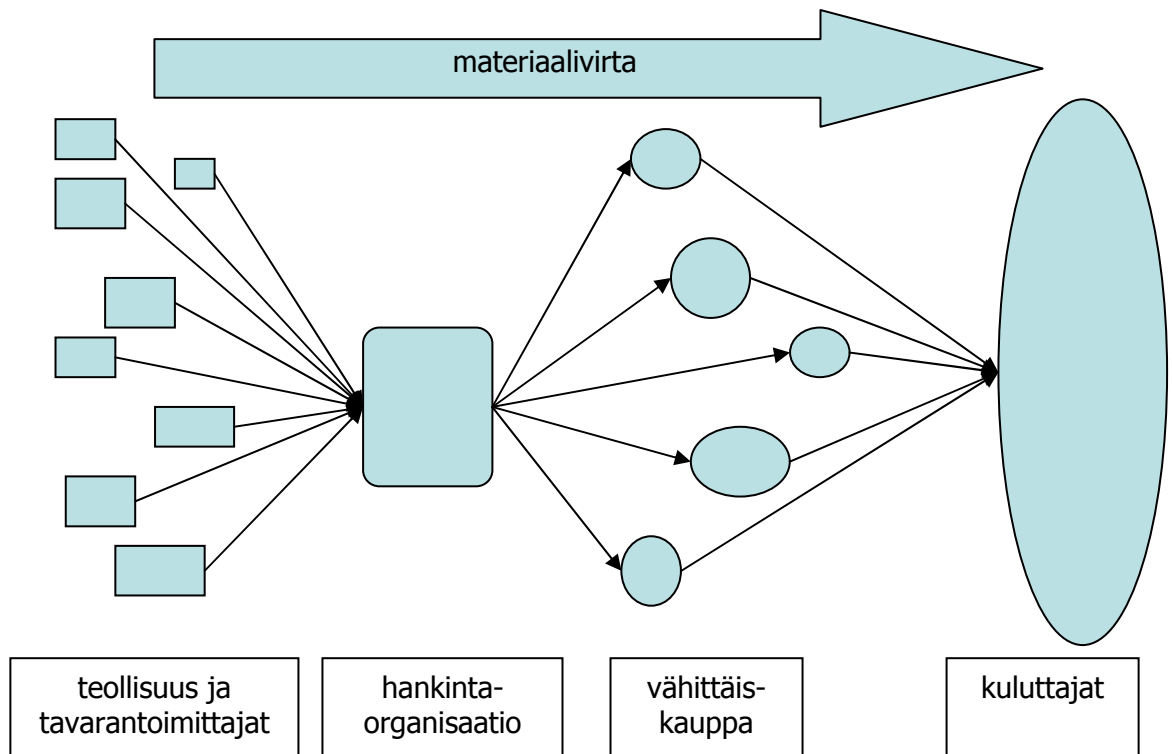 materiaalivirta
teollisuus ja
tavarantoimittajat
hankinta-
organisaatio
vähittäis-
kauppa
kuluttajat